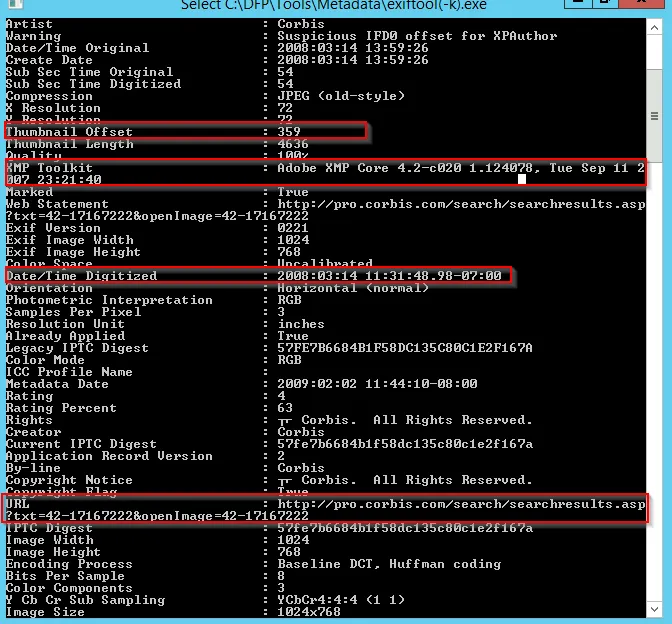 Select C:\DFP\Tools\Metadata\exiftool(-k).exe
Artist : Corbis
Warning : Suspicious IFD0 offset for XPAuthor
Date/Time Original : 2008:03:14 13:59:26
Create Date : 2008:03:14 13:59:26
Sub Sec Time Original : 54
Sub Sec Time Digitized : 54
Compression : JPEG (old-style)
X Resolution : 72
Y Resolution : 72
Thumbnail Offset : 359
Thumbnail Length : 4636
Quality : 100%
XMP Toolkit : Adobe XMP Core 4.2-c020 1.124078, Tue Sep 11 2
007 23:21:40
Marked : True
Web Statement : http://pro.corbis.com/search/searchresults.asp
?txt=42-17167222&openImage=42-17167222
Exif Version : 0221
Exif Image Width : 1024
Exif Image Height : 768
Color Space : Uncalibrated
Date/Time Digitized : 2008:03:14 11:31:48.98-07:00
Orientation : Horizontal (normal)
Photometric Interpretation : RGB
Samples Per Pixel : 3
Resolution Unit : inches
Already Applied : True
Legacy IPTC Digest : 57FE7B6684B1F58DC135C80C1E2F167A
Color Mode : RGB
ICC Profile Name :
Metadata Date : 2009:02:02 11:44:10-08:00
Rating : 4
Rating Percent : 63
Rights : ┬⌐ Corbis.  All Rights Reserved.
Creator : Corbis
Current IPTC Digest : 57fe7b6684b1f58dc135c80c1e2f167a
Application Record Version : 2
By-line : Corbis
Copyright Notice : ┬⌐ Corbis.  All Rights Reserved.
Copyright Flag : True
URL : http://pro.corbis.com/search/searchresults.asp
?txt=42-17167222&openImage=42-17167222
IPTC Digest : 57fe7b6684b1f58dc135c80c1e2f167a
Image Width : 1024
Image Height : 768
Encoding Process : Baseline DCT, Huffman coding
Bits Per Sample : 8
Color Components : 3
Y Cb Cr Sub Sampling : YCbCr4:4:4 (1 1)
Image Size : 1024x768